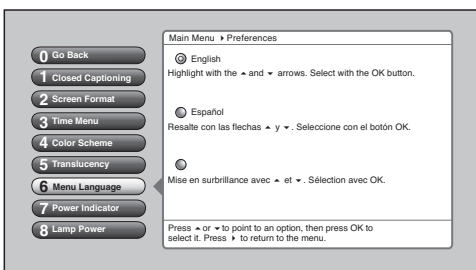 Main Menu ▸ Preferences
0 Go Back
1 Closed Captioning
2 Screen Format
3 Time Menu
4 Color Scheme
5 Translucency
6 Menu Language
7 Power Indicator
8 Lamp Power
English
Highlight with the ▲ and ▼ arrows. Select with the OK button.
Español
Resalte con las flechas ▲ y ▼. Seleccione con el botón OK.
Mise en surbrillance avec ▲ et ▼. Sélection avec OK.
Press ▲ or ▼ to point to an option, then press OK to
select it. Press ▸ to return to the menu.